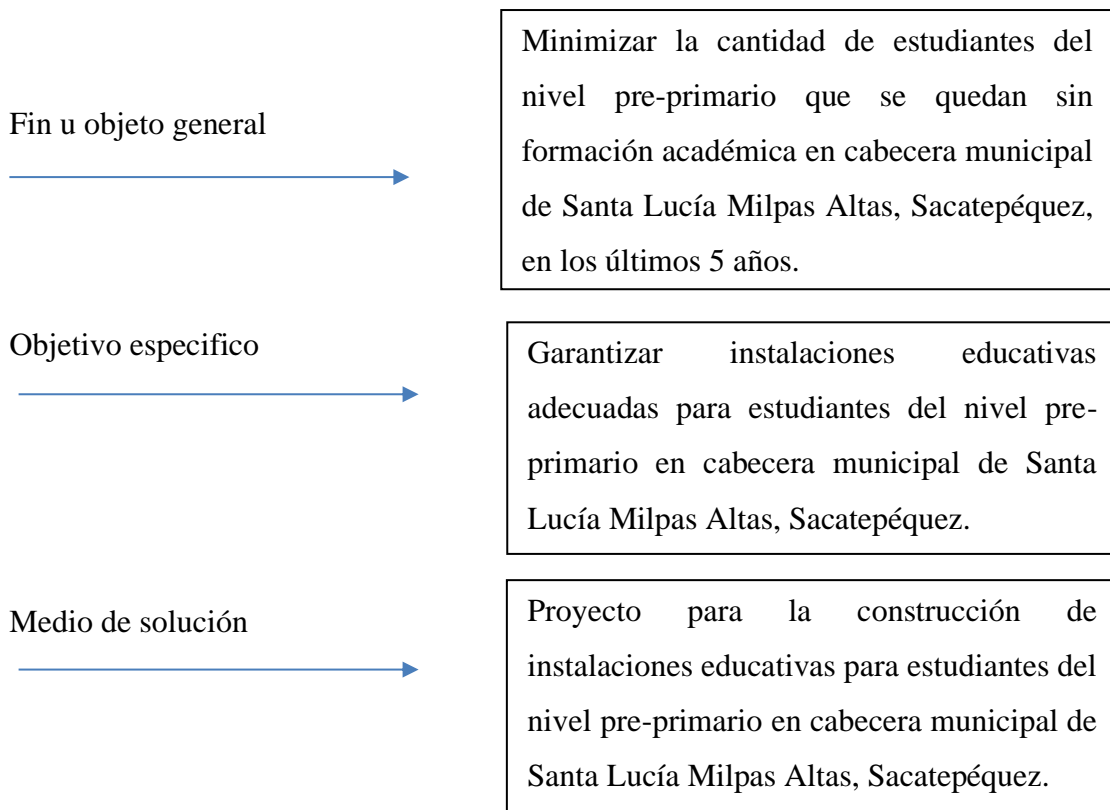 Fin u objeto general
Minimizar la cantidad de estudiantes del
nivel pre-primario que se quedan sin
formación académica en cabecera municipal
de Santa Lucía Milpas Altas, Sacatepéquez,
en los últimos 5 años.
Objetivo especifico
Garantizar instalaciones educativas
adecuadas para estudiantes del nivel pre-
primario en cabecera municipal de Santa
Lucía Milpas Altas, Sacatepéquez.
Medio de solución
Proyecto para la construcción de
instalaciones educativas para estudiantes del
nivel pre-primario en cabecera municipal de
Santa Lucía Milpas Altas, Sacatepéquez.